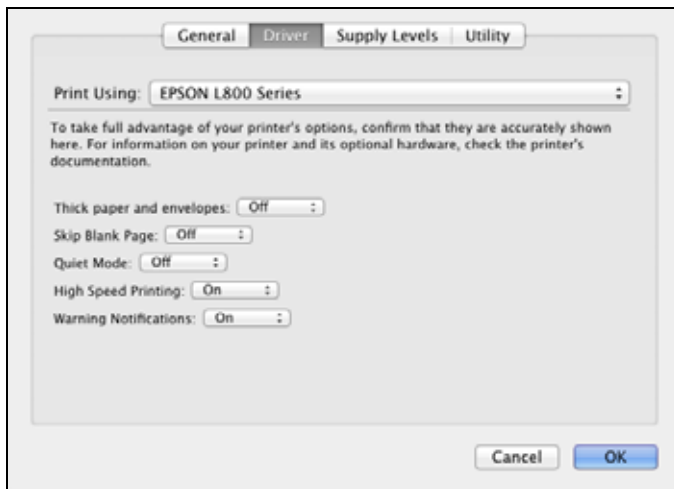 General Driver Supply Levels Utility
Print Using: EPSON L800 Series
To take full advantage of your printer's options, confirm that they are accurately shown
here. For information on your printer and its optional hardware, check the printer's
documentation.
Thick paper and envelopes: Off
Skip Blank Page: Off
Quiet Mode: Off
High Speed Printing: On
Warning Notifications: On
Cancel OK